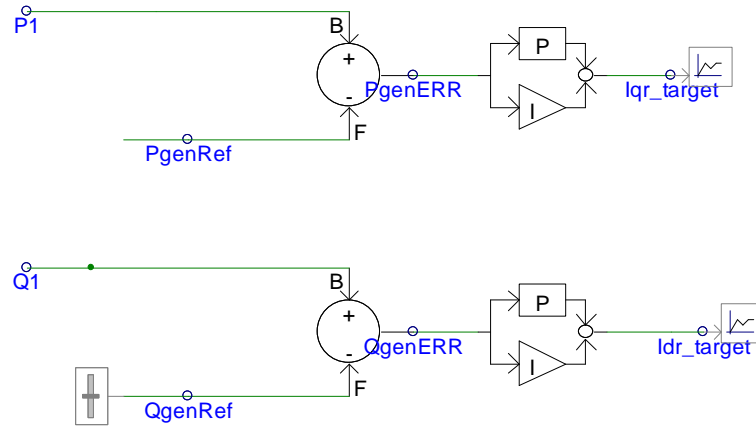 P1
B
+
P
PgenERR
Iqr_target
-
I
F
PgenRef
Q1
B
+
P
QgenERR
Idr_target
-
I
F
QgenRef